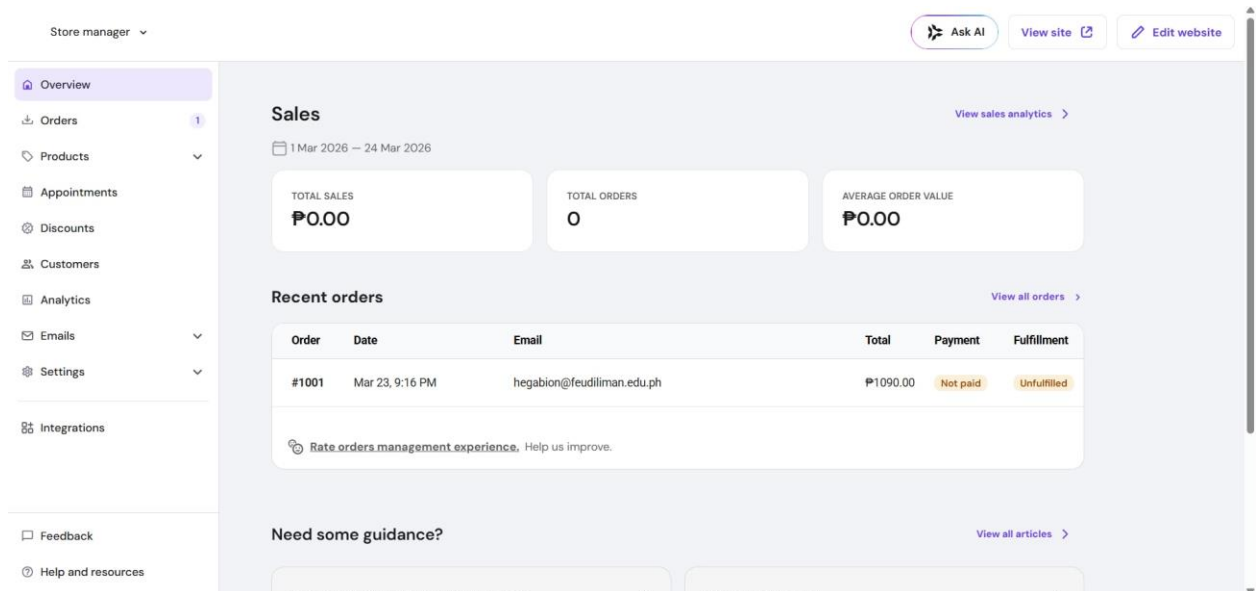 Store manager
Ask AI
View site
Edit website
Overview
Orders 1
Products
Appointments
Discounts
Customers
Analytics
Emails
Settings
Integrations
Feedback
Help and resources
Sales
View sales analytics
1 Mar 2026 — 24 Mar 2026
TOTAL SALES
₱0.00
TOTAL ORDERS
0
AVERAGE ORDER VALUE
₱0.00
Recent orders
View all orders
Order Date Email Total Payment Fulfillment
#1001 Mar 23, 9:16 PM hegabion@feudiliman.edu.ph ₱1090.00 Not paid Unfulfilled
Rate orders management experience. Help us improve.
Need some guidance?
View all articles